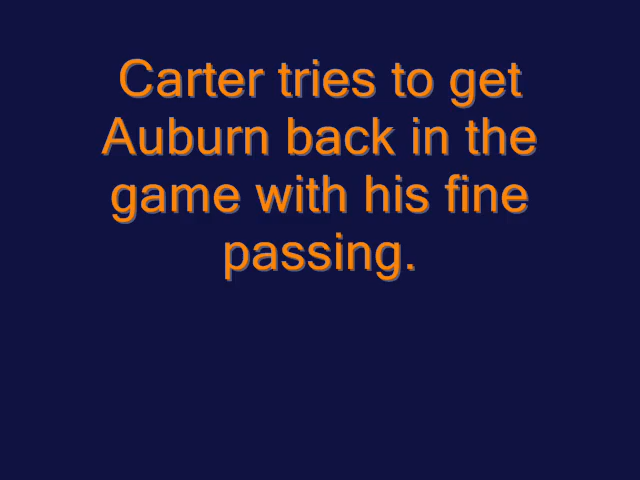 Carter tries to get
Auburn back in the
game with his fine
passing.